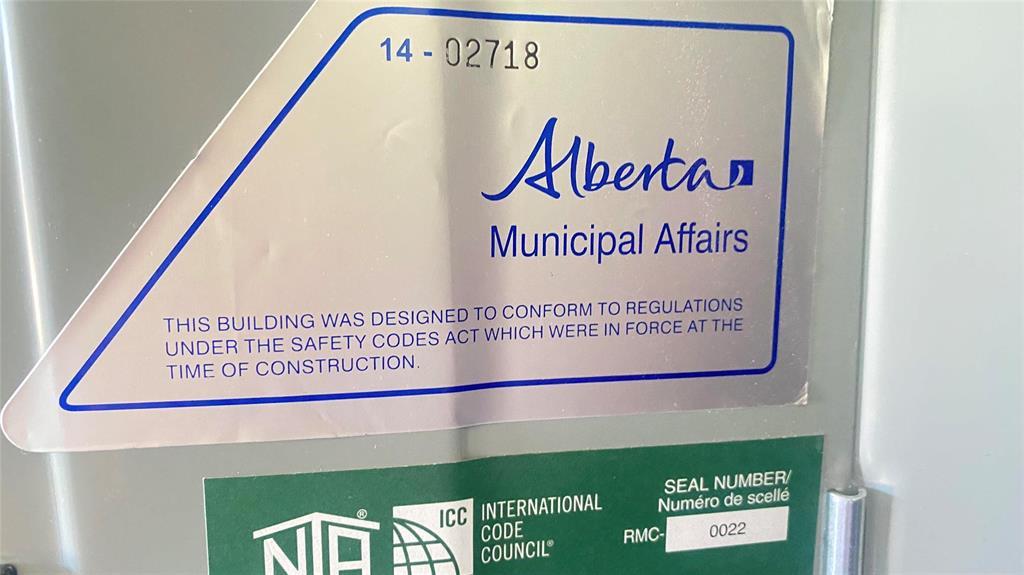 14 - 02718
Alberta
Municipal Affairs
THIS BUILDING WAS DESIGNED TO CONFORM TO REGULATIONS
UNDER THE SAFETY CODES ACT WHICH WERE IN FORCE AT THE
TIME OF CONSTRUCTION.
NTA®
ICC
INTERNATIONAL
CODE
COUNCIL®
SEAL NUMBER/
Numéro de scellé
RMC- 0022